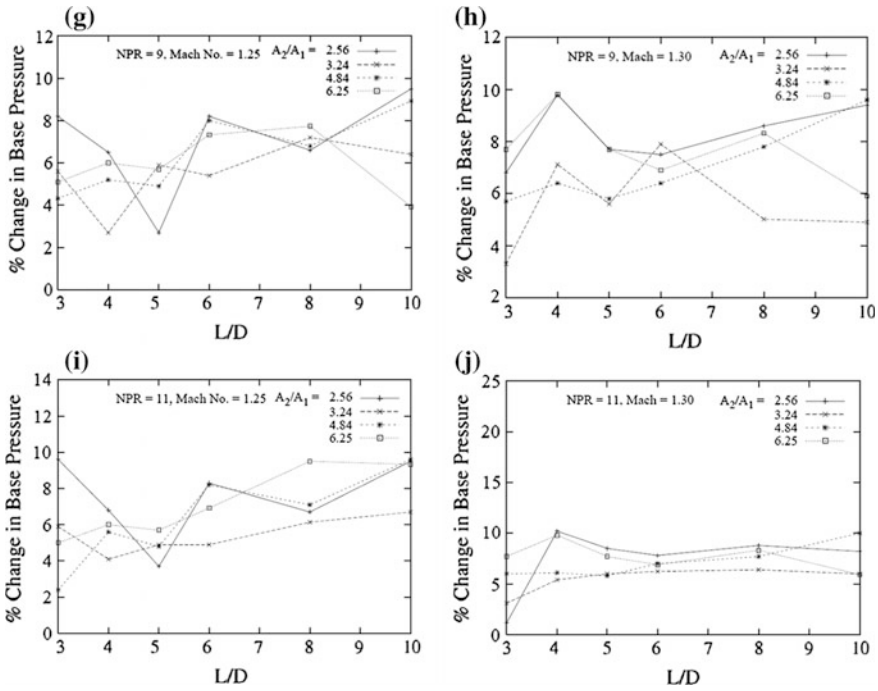 (g)
12
10
8
6
4
2
0
3 4 5 6 7 8 9 10
% Change in Base Pressure
L/D
NPR = 9, Mach No. = 1.25 A2/A1 = 2.56
3.24
4.84
6.25
(h)
12
10
8
6
4
2
3 4 5 6 7 8 9 10
% Change in Base Pressure
L/D
NPR = 9, Mach = 1.30 A2/A1 = 2.56
3.24
4.84
6.25
(i)
14
12
10
8
6
4
2
0
3 4 5 6 7 8 9 10
% Change in Base Pressure
L/D
NPR = 11, Mach No. = 1.25 A2/A1 = 2.56
3.24
4.84
6.25
(j)
25
20
15
10
5
0
3 4 5 6 7 8 9 10
% Change in Base Pressure
L/D
NPR = 11, Mach = 1.30 A2/A1 = 2.56
3.24
4.84
6.25